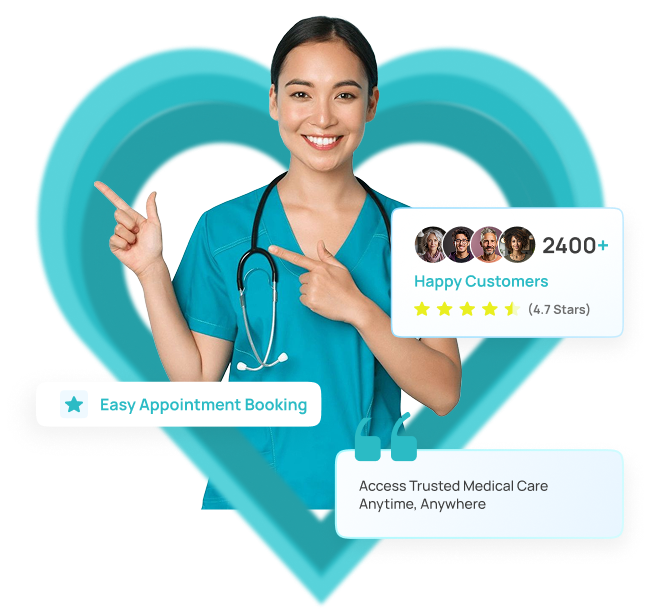 2400+
Happy Customers
(4.7 Stars)
Easy Appointment Booking
Access Trusted Medical Care
Anytime, Anywhere